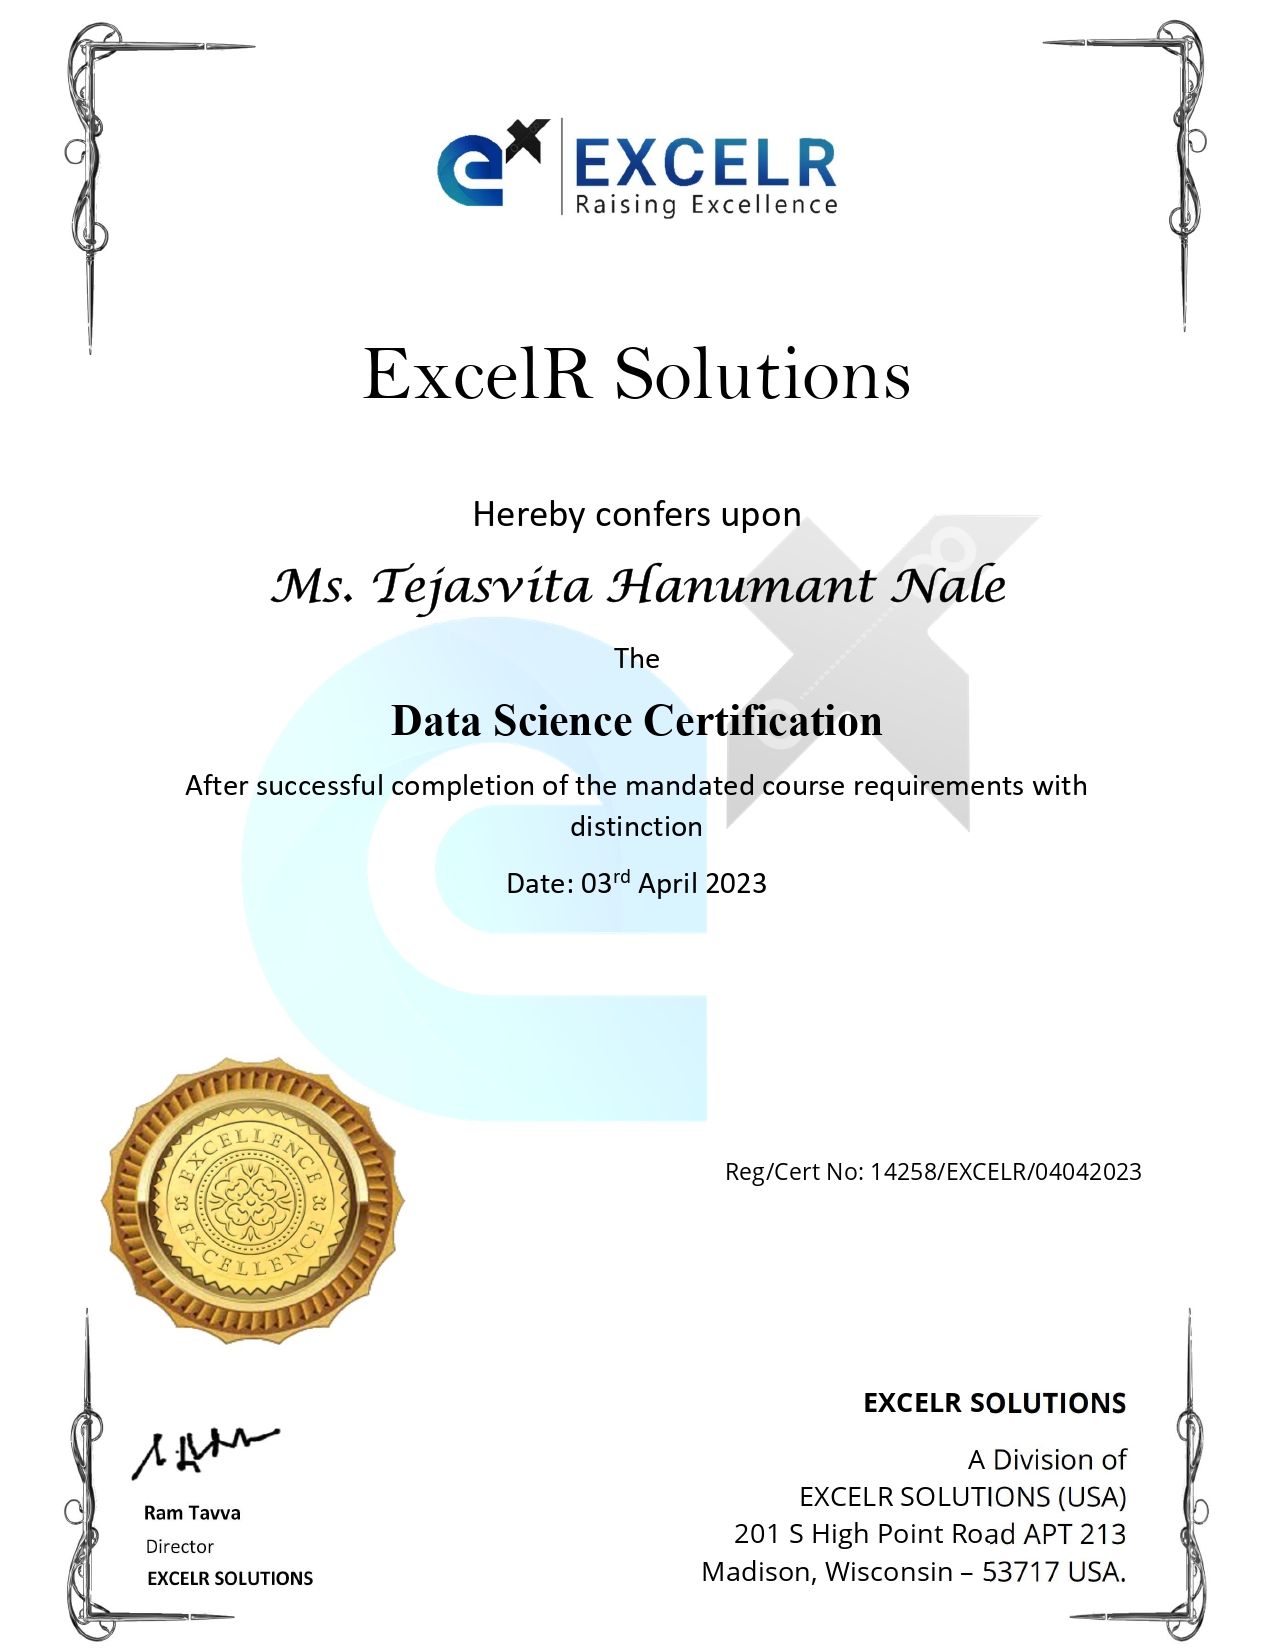 ex EXCELR
Raising Excellence
ExcelR Solutions
Hereby confers upon
Ms. Tejasvita Hanumant Nale
The
Data Science Certification
After successful completion of the mandated course requirements with
distinction
Date: 03rd April 2023
EXCELLENCE
EXCELLENCE
Reg/Cert No: 14258/EXCELR/04042023
Ram Tavva
Director
EXCELR SOLUTIONS
EXCELR SOLUTIONS
A Division of
EXCELR SOLUTIONS (USA)
201 S High Point Road APT 213
Madison, Wisconsin – 53717 USA.